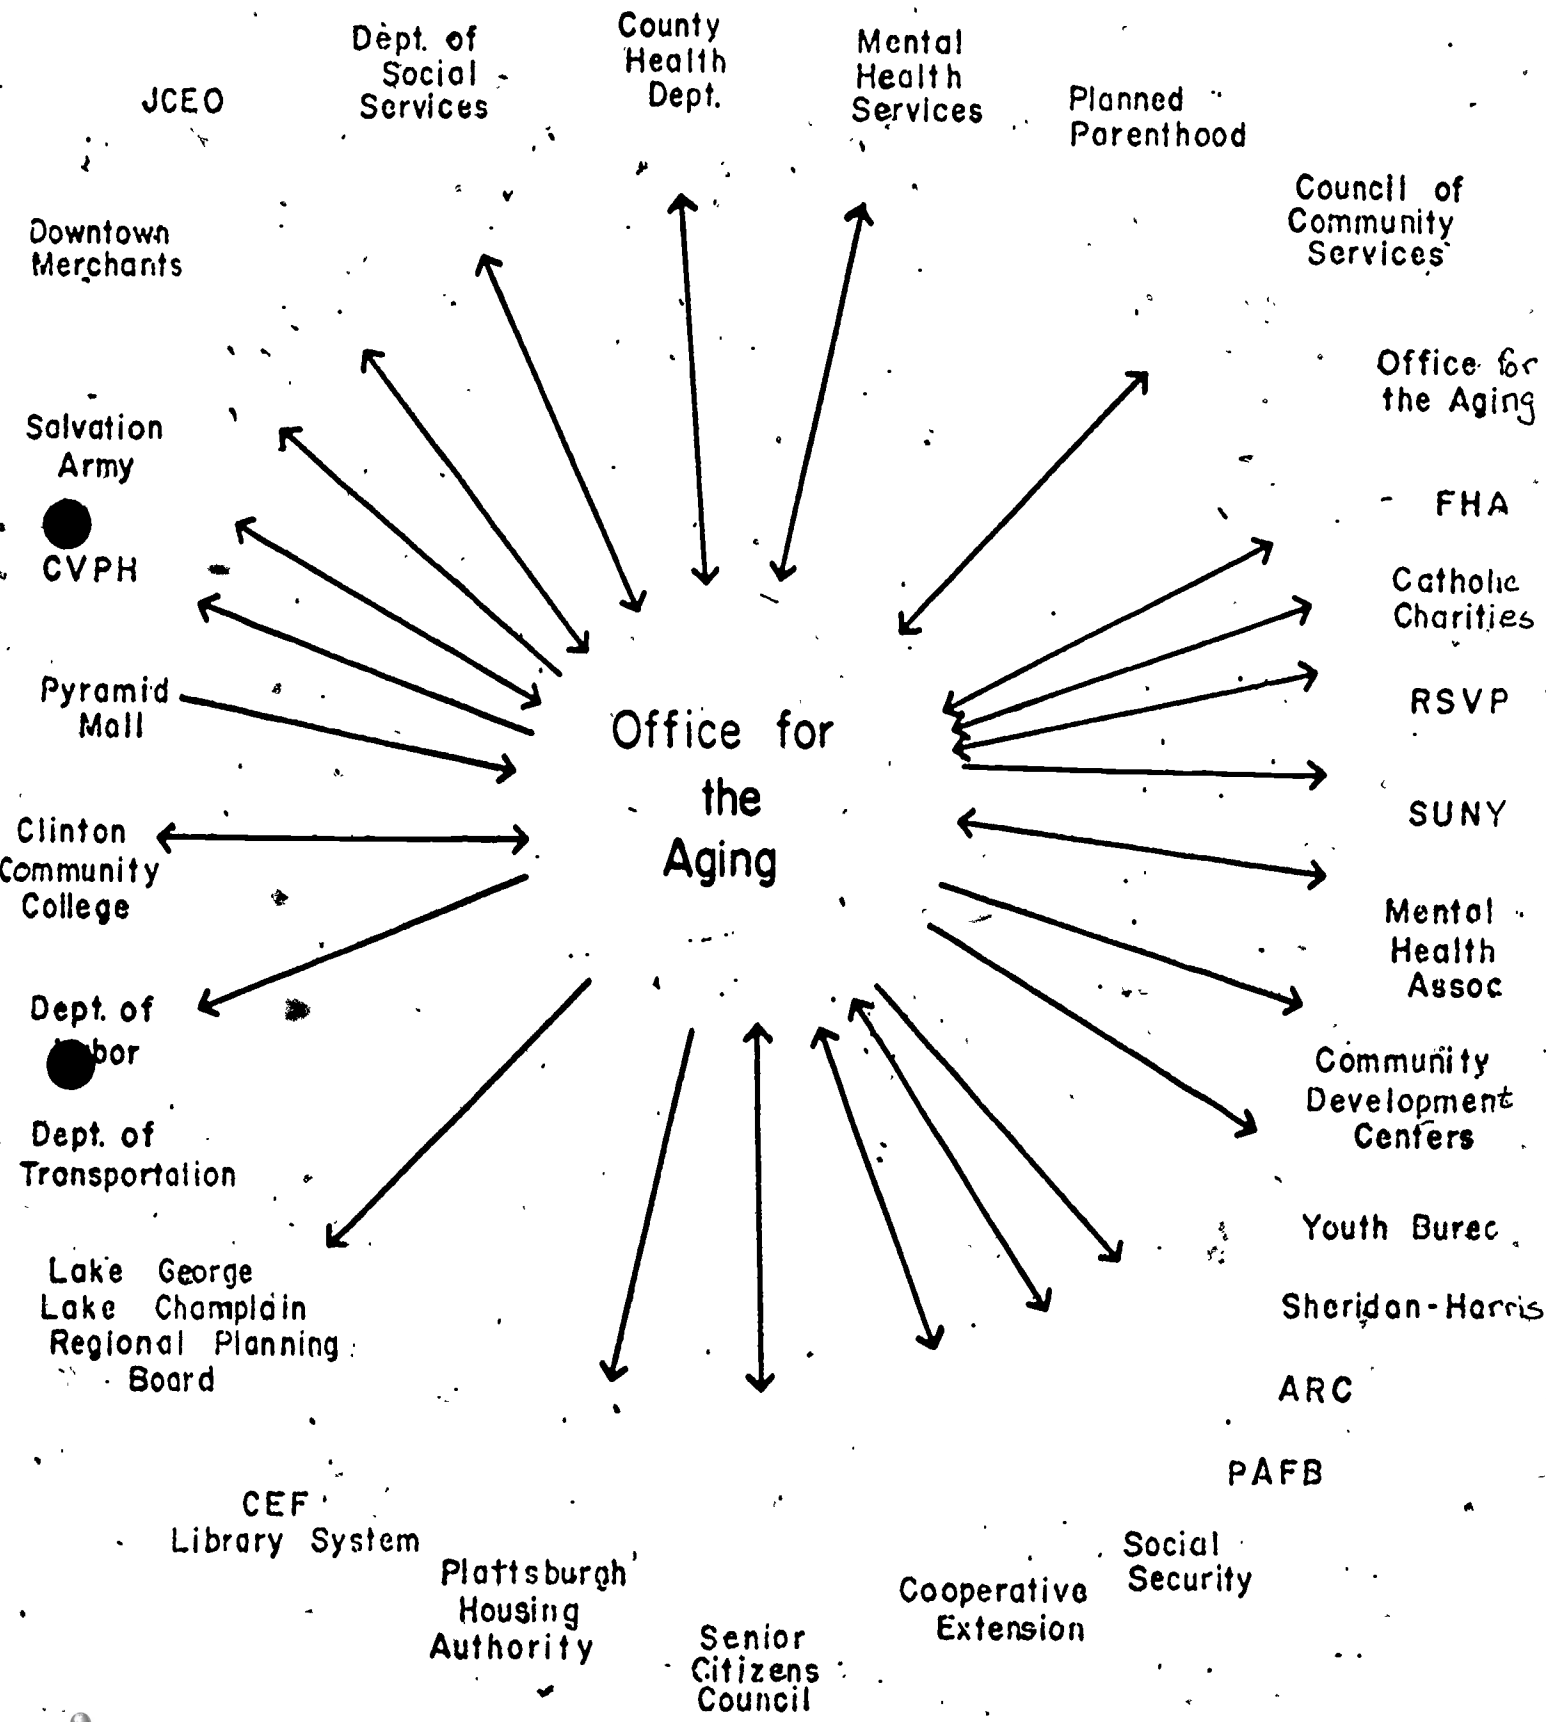 JCEO
Dept. of
Social
Services
County
Health
Dept.
Mental
Health
Services
Planned
Parenthood
Council of
Community
Services
Downtown
Merchants
Office for
the Aging
Salvation
Army
FHA
CVPH
Catholic
Charities
Pyramid
Mall
RSVP
Office for
the
Aging
SUNY
Clinton
Community
College
Mental
Health
Assoc
Dept. of
bor
Community
Development
Centers
Dept. of
Transportation
Youth Burec
Lake George
Lake Champlain
Regional Planning
Board
Sheridan-Harris
ARC
PAFB
CEF
Library System
Plattsburgh
Housing
Authority
Senior
Citizens
Council
Cooperative
Extension
Social
Security